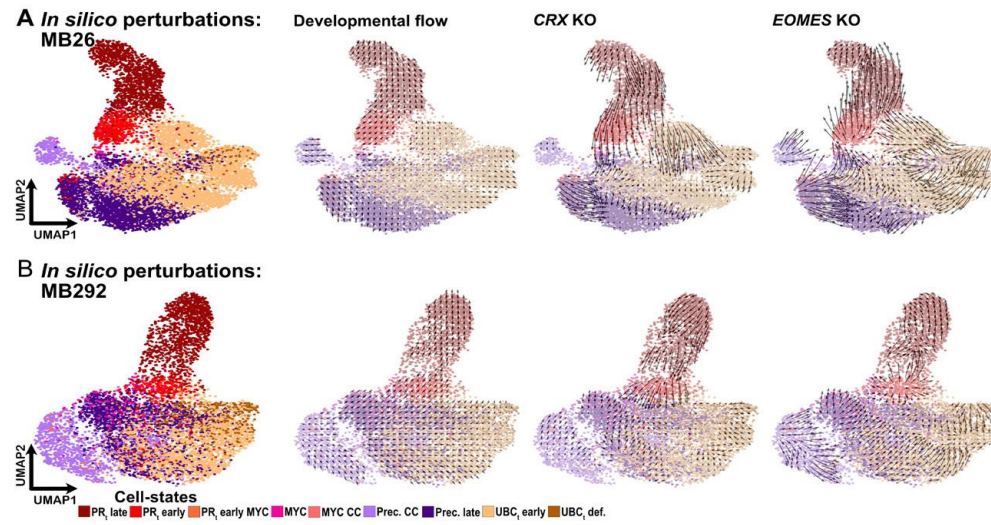 A In silico perturbations:
MB26
Developmental flow
CRX KO
EOMES KO
UMAP2
UMAP1
B In silico perturbations:
MB292
UMAP2
UMAP1
Cell-states
PRt late PRt early PRt early MYC MYC MYC CC Prec. CC Prec. late UBCt early UBCt def.